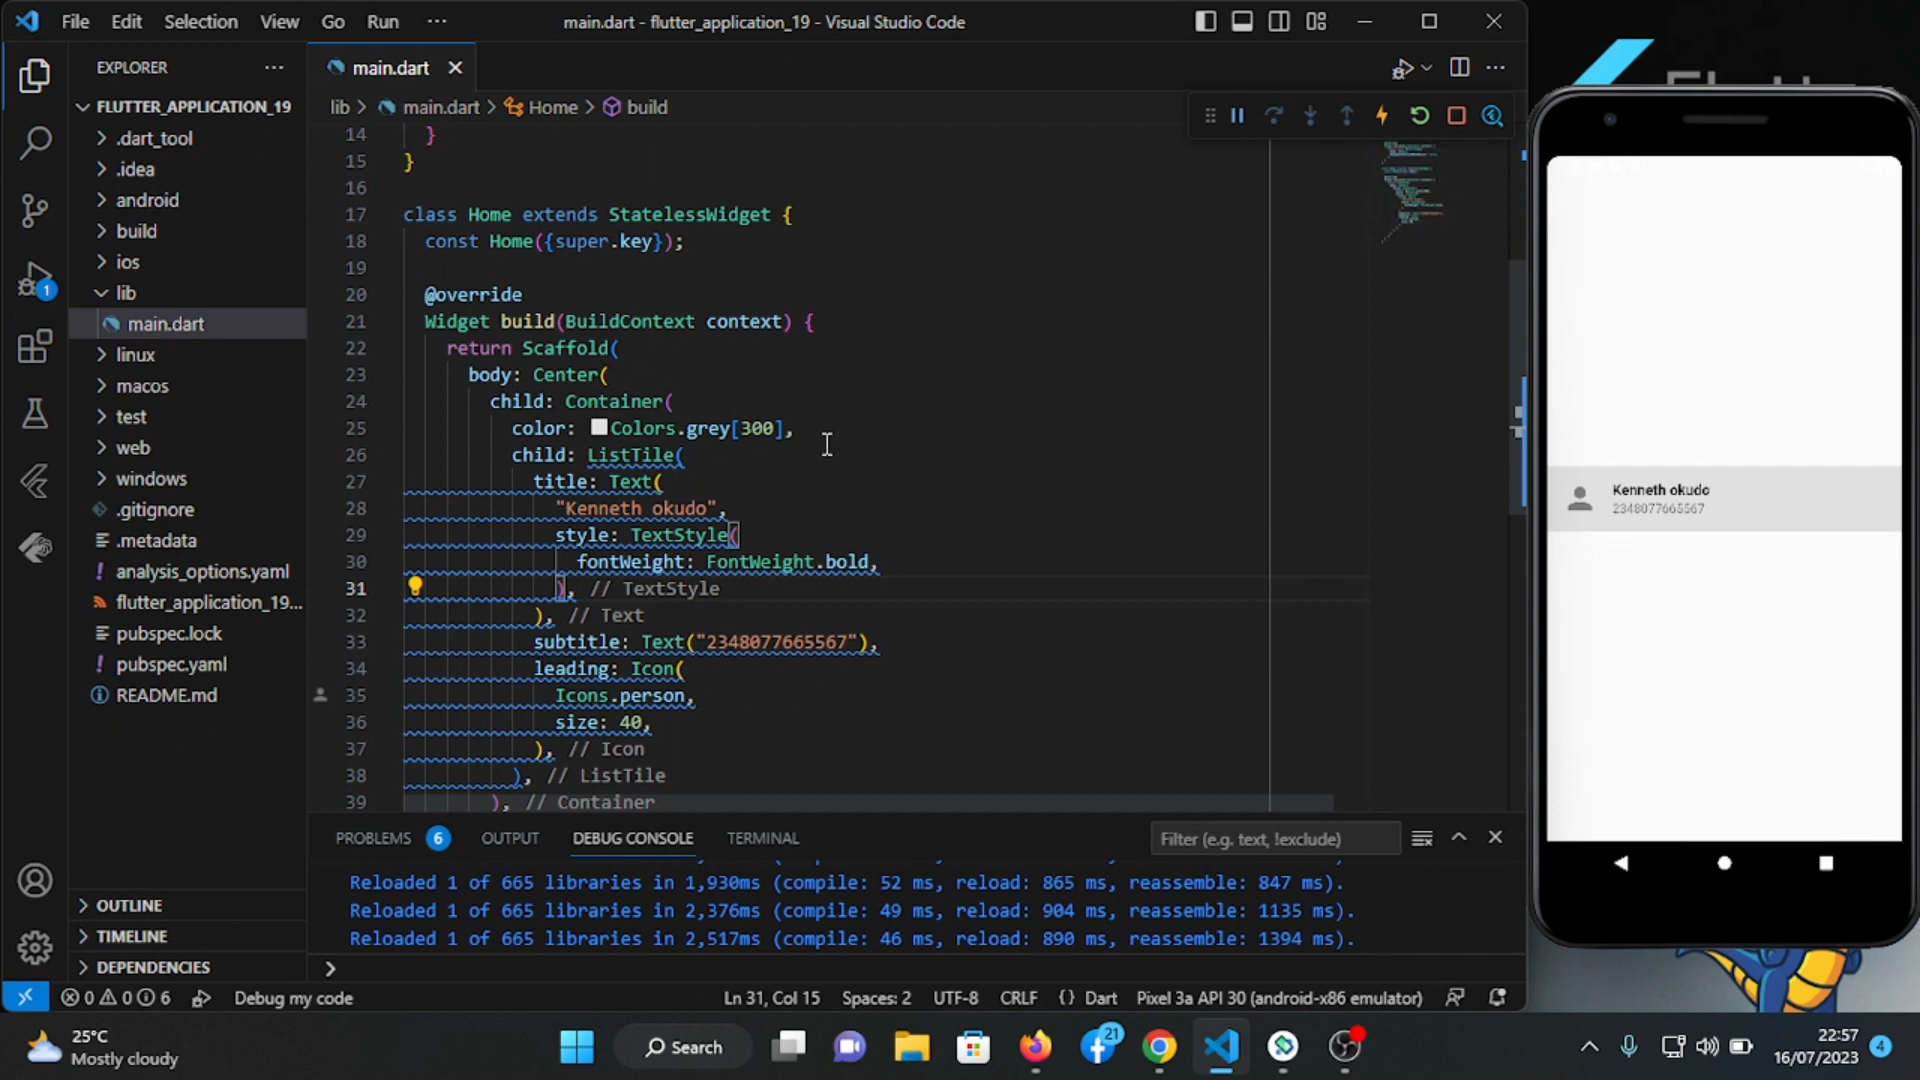 File Edit Selection View Go Run ··· main.dart - flutter_application_19 - Visual Studio Code
EXPLORER ···
main.dart
FLUTTER_APPLICATION_19
.dart_tool
.idea
android
build
ios
lib
main.dart
linux
macos
test
web
windows
.gitignore
.metadata
analysis_options.yaml
flutter_application_19...
pubspec.lock
pubspec.yaml
README.md
OUTLINE
TIMELINE
DEPENDENCIES
1
lib > main.dart > Home > build
14 }
15 }
16
17 class Home extends StatelessWidget {
18 const Home({super.key});
19
20 @override
21 Widget build(BuildContext context) {
22 return Scaffold(
23 body: Center(
24 child: Container(
25 color: Colors.grey[300],
26 child: ListTile(
27 title: Text(
28 "Kenneth okudo",
29 style: TextStyle(
30 fontWeight: FontWeight.bold,
31 ), // TextStyle
32 ), // Text
33 subtitle: Text("2348077665567"),
34 leading: Icon(
35 Icons.person,
36 size: 40,
37 ), // Icon
38 ), // ListTile
39 ), // Container
PROBLEMS 6 OUTPUT DEBUG CONSOLE TERMINAL Filter (e.g. text, !exclude)
Reloaded 1 of 665 libraries in 1,930ms (compile: 52 ms, reload: 865 ms, reassemble: 847 ms).
Reloaded 1 of 665 libraries in 2,376ms (compile: 49 ms, reload: 904 ms, reassemble: 1135 ms).
Reloaded 1 of 665 libraries in 2,517ms (compile: 46 ms, reload: 890 ms, reassemble: 1394 ms).
>
0 0 6 Debug my code Ln 31, Col 15 Spaces: 2 UTF-8 CRLF {} Dart Pixel 3a API 30 (android-x86 emulator)
Kenneth okudo
2348077665567
25°C
Mostly cloudy
Search
21
22:57
16/07/2023
4